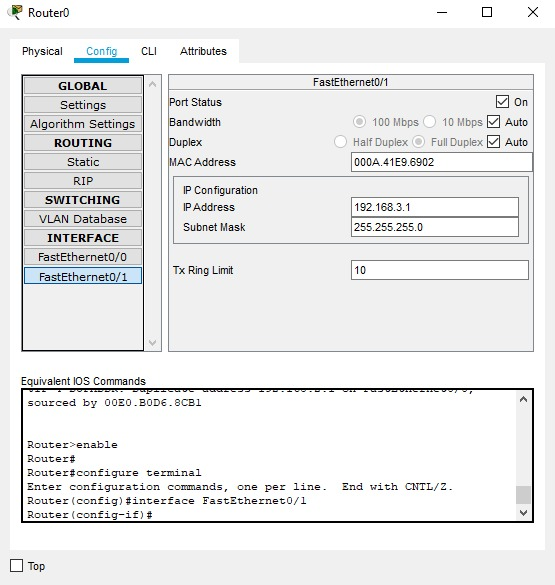 Router0
Physical Config CLI Attributes
GLOBAL
Settings
Algorithm Settings
ROUTING
Static
RIP
SWITCHING
VLAN Database
INTERFACE
FastEthernet0/0
FastEthernet0/1
FastEthernet0/1
Port Status On
Bandwidth 100 Mbps 10 Mbps Auto
Duplex Half Duplex Full Duplex Auto
MAC Address 000A.41E9.6902
IP Configuration
IP Address 192.168.3.1
Subnet Mask 255.255.255.0
Tx Ring Limit 10
Equivalent IOS Commands
sourced by 00E0.B0D6.8CB1
Router>enable
Router#
Router#configure terminal
Enter configuration commands, one per line. End with CNTL/Z.
Router(config)#interface FastEthernet0/1
Router(config-if)#
Top